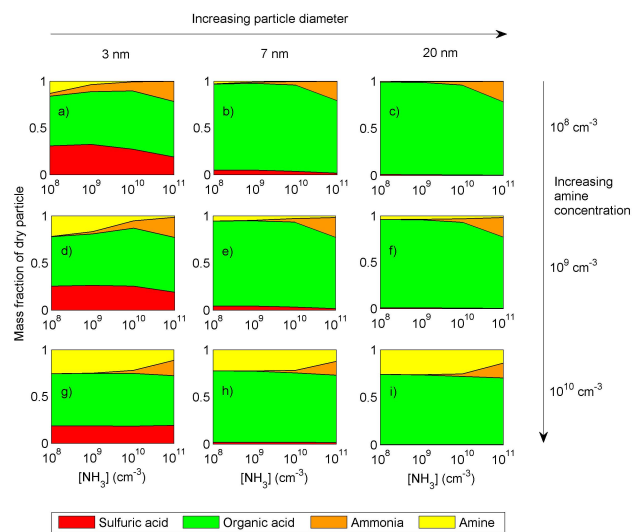 Increasing particle diameter
3 nm 7 nm 20 nm
Mass fraction of dry particle
1 1 1
0.5 0.5 0.5
0 0 0
a) b) c)
10⁸ 10⁹ 10¹⁰ 10¹¹ 10⁸ 10⁹ 10¹⁰ 10¹¹ 10⁸ 10⁹ 10¹⁰ 10¹¹
10⁸ cm⁻³
Increasing
amine
concentration
1 1 1
0.5 0.5 0.5
0 0 0
d) e) f)
10⁸ 10⁹ 10¹⁰ 10¹¹ 10⁸ 10⁹ 10¹⁰ 10¹¹ 10⁸ 10⁹ 10¹⁰ 10¹¹
10⁹ cm⁻³
1 1 1
0.5 0.5 0.5
0 0 0
g) h) i)
10⁸ 10⁹ 10¹⁰ 10¹¹ 10⁸ 10⁹ 10¹⁰ 10¹¹ 10⁸ 10⁹ 10¹⁰ 10¹¹
10¹⁰ cm⁻³
[NH₃] (cm⁻³) [NH₃] (cm⁻³) [NH₃] (cm⁻³)
Sulfuric acid Organic acid Ammonia Amine